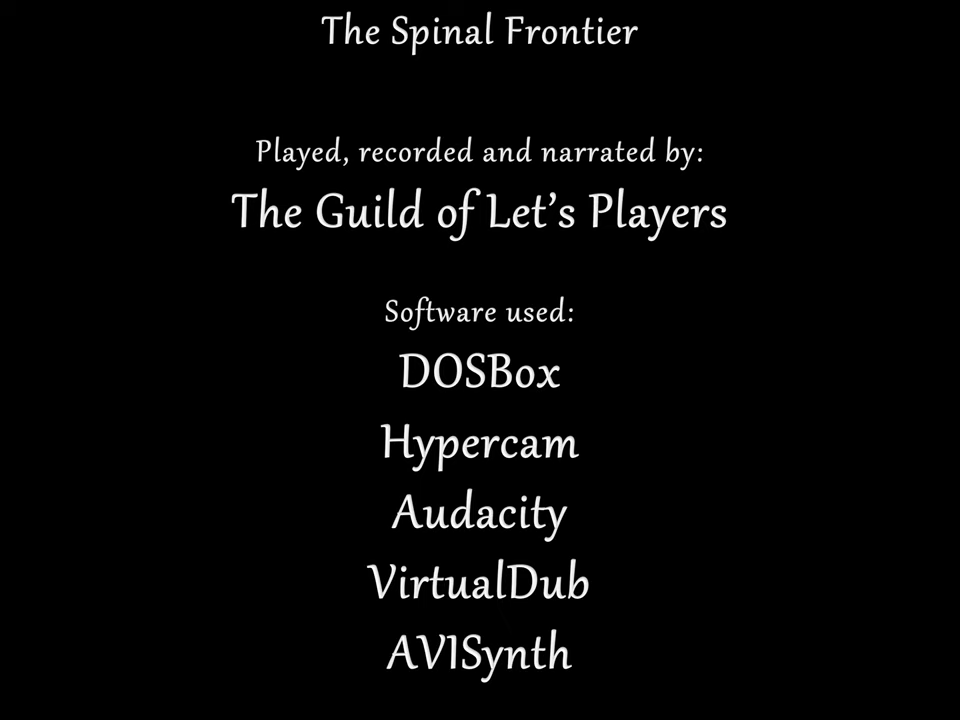 The Spinal Frontier
Played, recorded and narrated by:
The Guild of Let’s Players
Software used:
DOSBox
Hypercam
Audacity
VirtualDub
AVISynth